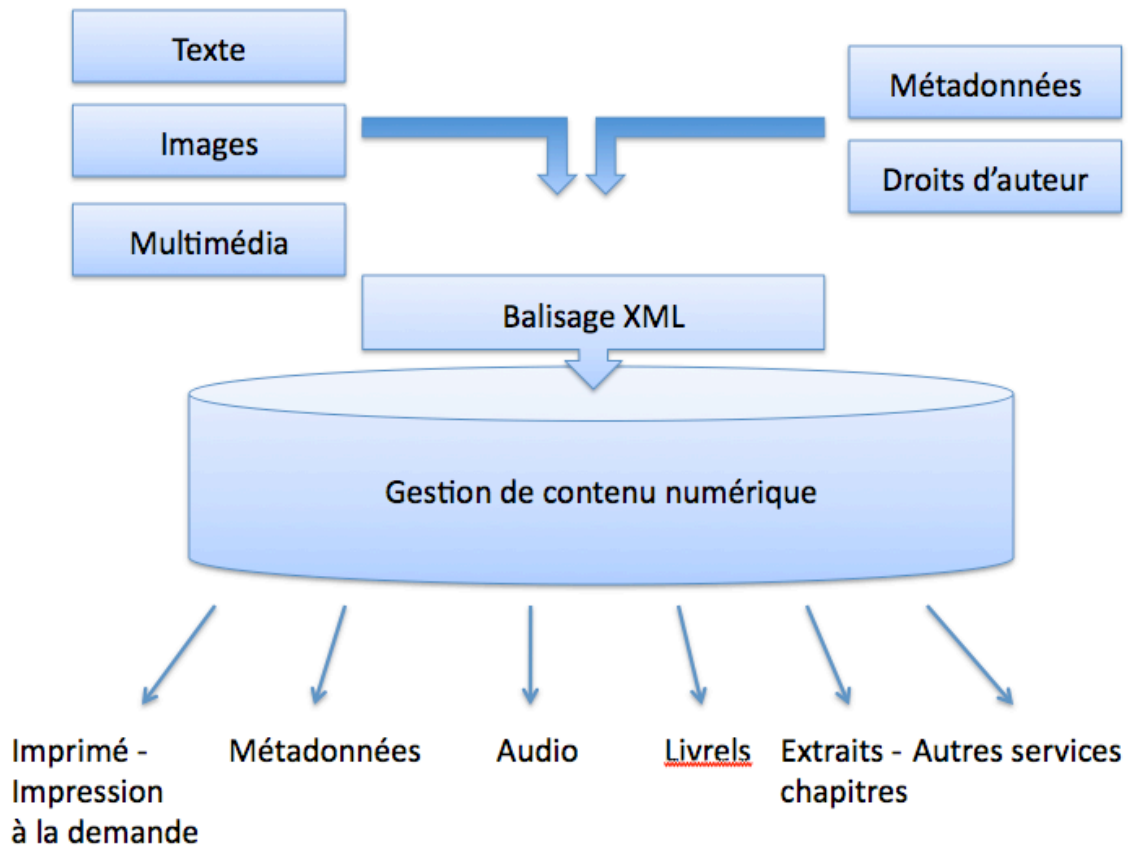 Texte
Images
Multimédia
Métadonnées
Droits d'auteur
Balisage XML
Gestion de contenu numérique
Imprimé -
Impression
à la demande
Métadonnées
Audio
Livrels
Extraits -
chapitres
Autres services